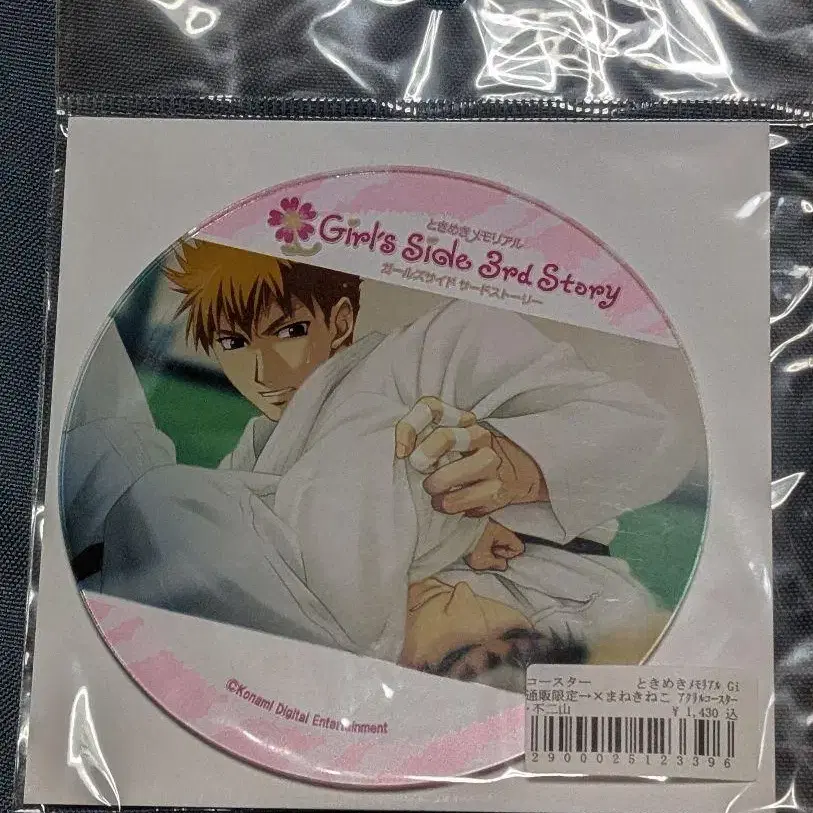 ときめきメモリアル
Girl's Side 3rd Story
ガールズサイド サードストーリー
©Konami Digital Entertainment
コースター　　ときめきﾒﾓﾘｱﾙ Gi
通販限定→×まねきねこ ｱｸﾘﾙｺｰｽﾀｰ
・不二山
¥ 1,430 込
2900025123396